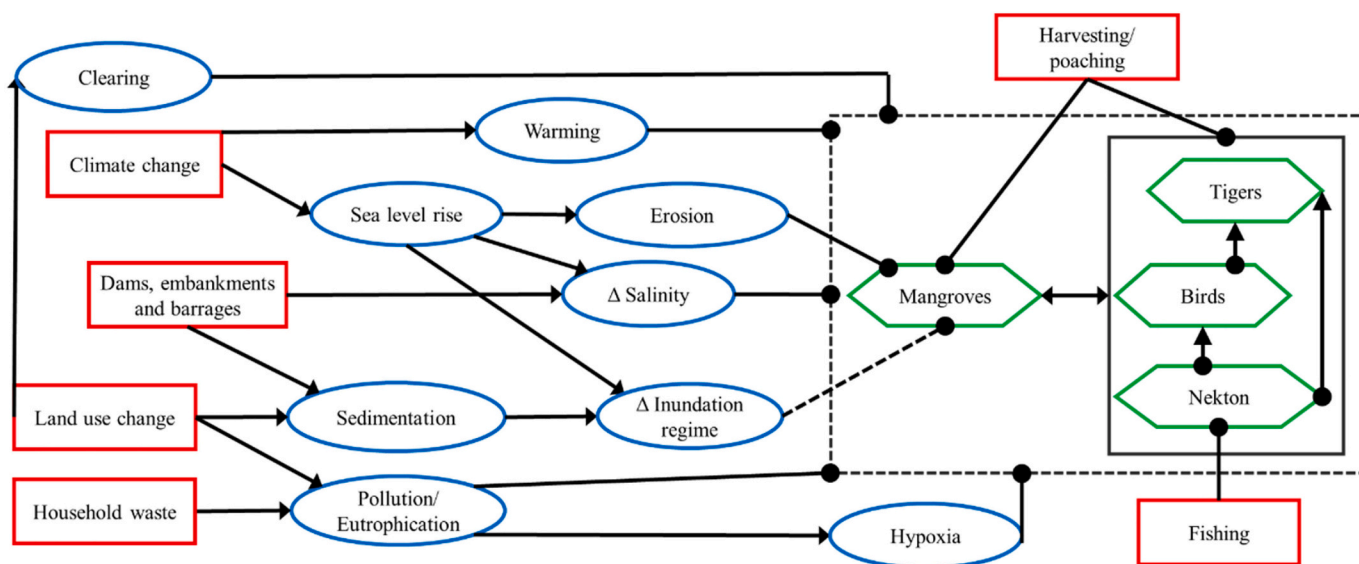 Harvesting/
poaching
Clearing
Warming
Climate change
Tigers
Sea level rise
Erosion
Dams, embankments
and barrages
Δ Salinity
Mangroves
Birds
Land use change
Sedimentation
Δ Inundation
regime
Nekton
Household waste
Pollution/
Eutrophication
Hypoxia
Fishing